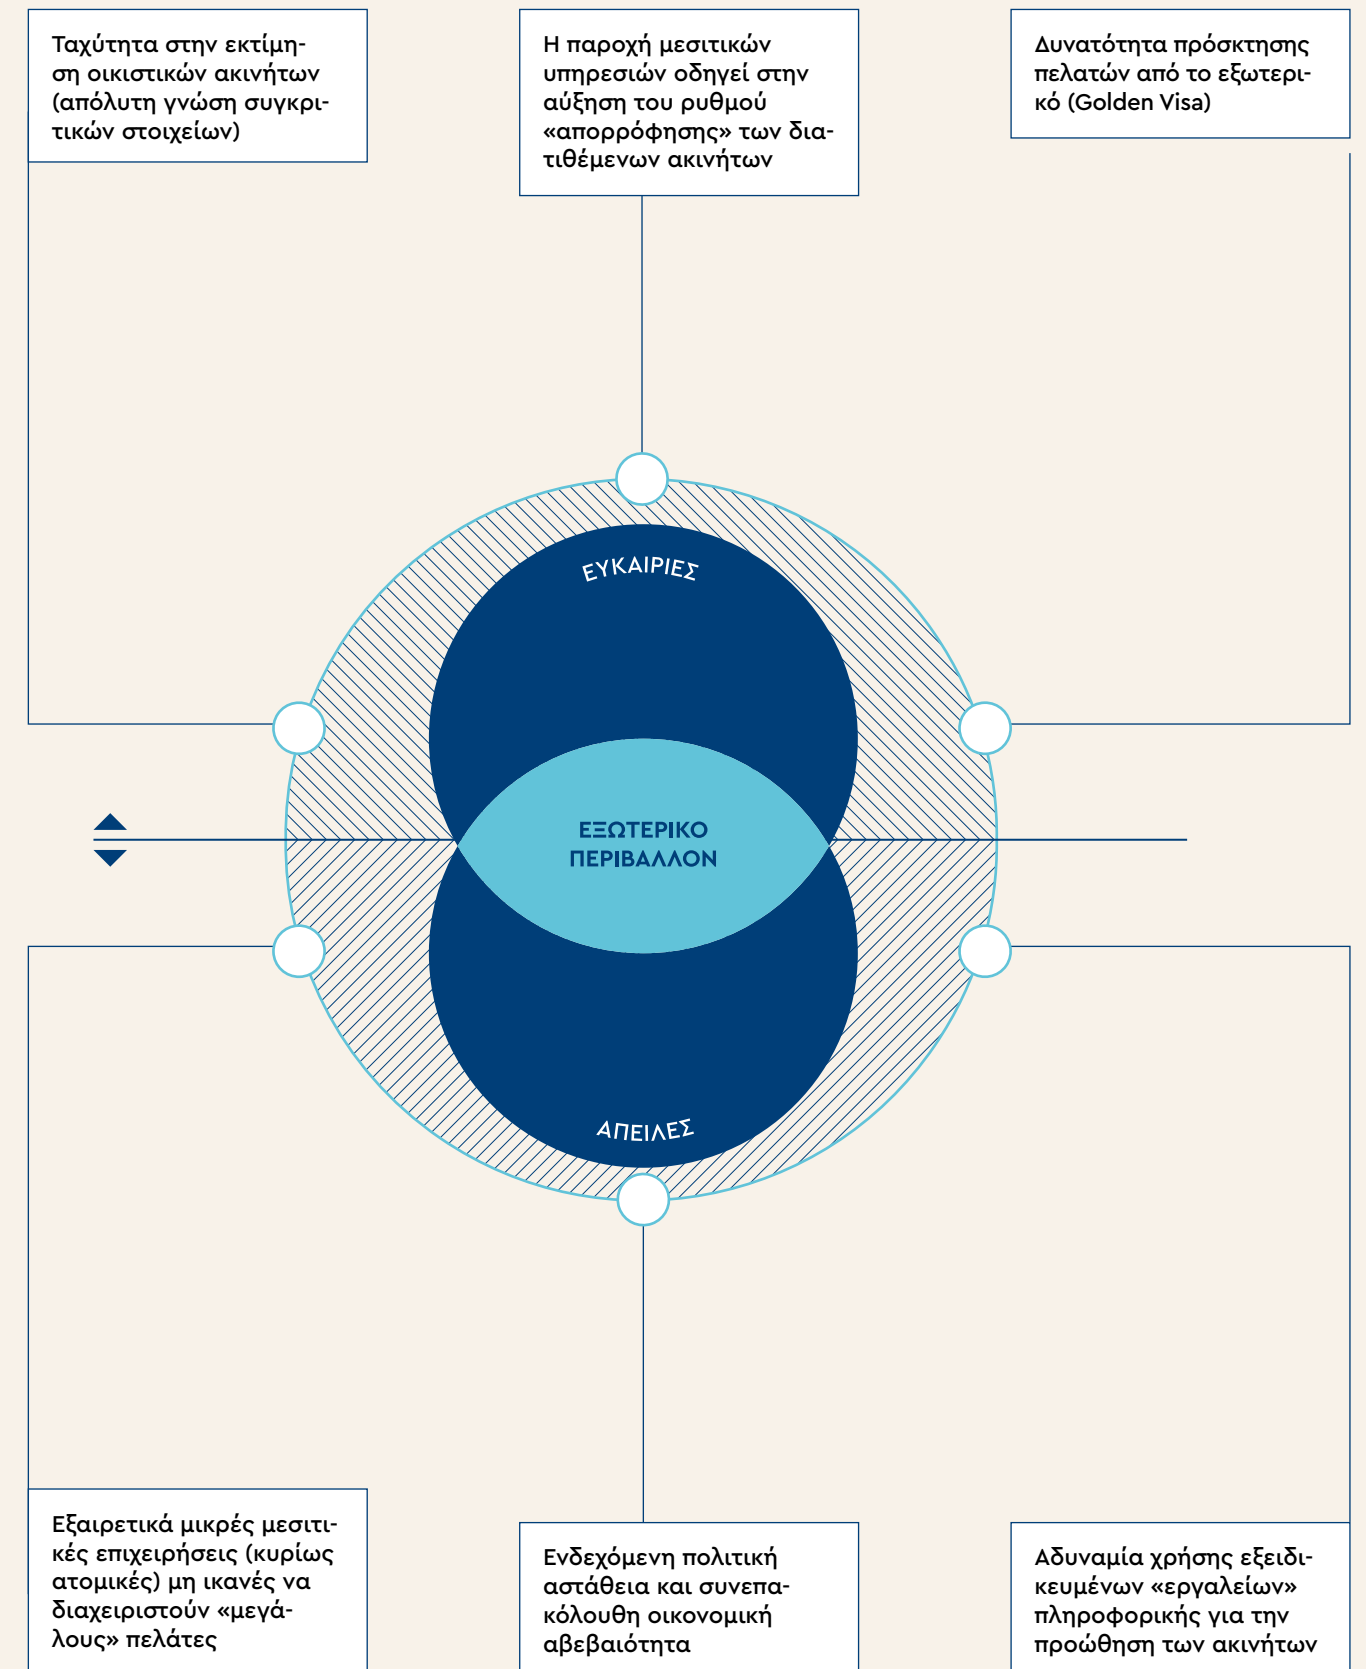 Ταχύτητα στην εκτίμη-
ση οικιστικών ακινήτων
(απόλυτη γνώση συγκρι-
τικών στοιχείων)
Η παροχή μεσιτικών
υπηρεσιών οδηγεί στην
αύξηση του ρυθμού
«απορρόφησης» των δια-
τιθέμενων ακινήτων
Δυνατότητα πρόσκτησης
πελατών από το εξωτερι-
κό (Golden Visa)
ΕΥΚΑΙΡΙΕΣ
ΕΞΩΤΕΡΙΚΟ
ΠΕΡΙΒΑΛΛΟΝ
ΑΠΕΙΛΕΣ
Εξαιρετικά μικρές μεσιτι-
κές επιχειρήσεις (κυρίως
ατομικές) μη ικανές να
διαχειριστούν «μεγά-
λους» πελάτες
Ενδεχόμενη πολιτική
αστάθεια και συνεπα-
κόλουθη οικονομική
αβεβαιότητα
Αδυναμία χρήσης εξειδι-
κευμένων «εργαλείων»
πληροφορικής για την
προώθηση των ακινήτων